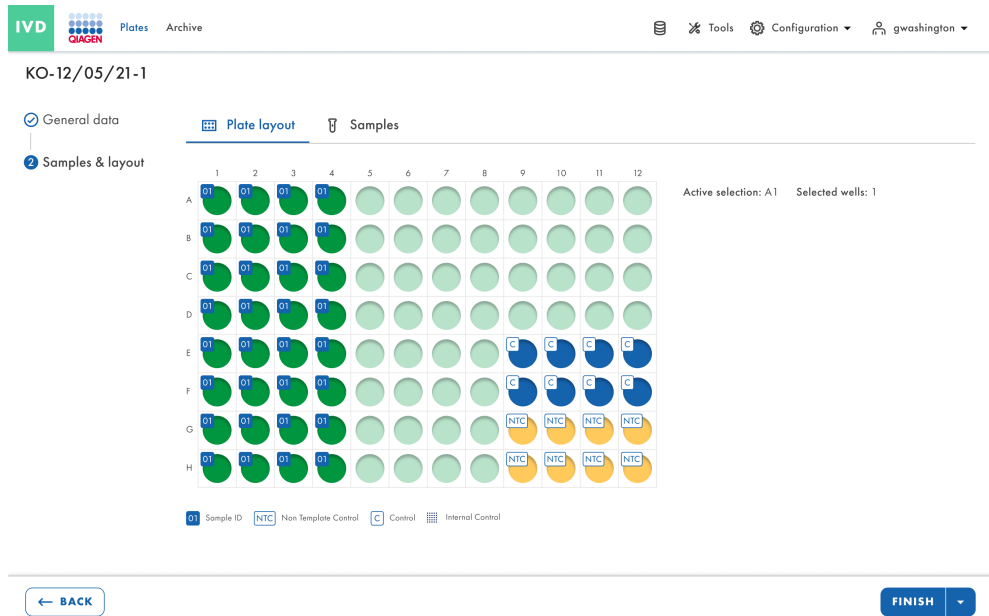 IVD QIAGEN Plates Archive Tools Configuration gwashington
KO-12/05/21-1
General data
2 Samples & layout
Plate layout Samples
1 2 3 4 5 6 7 8 9 10 11 12
Active selection: A1 Selected wells: 1
A 01 01 01 01
B 01 01 01 01
C 01 01 01 01
D 01 01 01 01
E 01 01 01 01 C C C C
F 01 01 01 01 C C C C
G 01 01 01 01 NTC NTC NTC NTC
H 01 01 01 01 NTC NTC NTC NTC
01 Sample ID NTC Non Template Control C Control Internal Control
← BACK FINISH